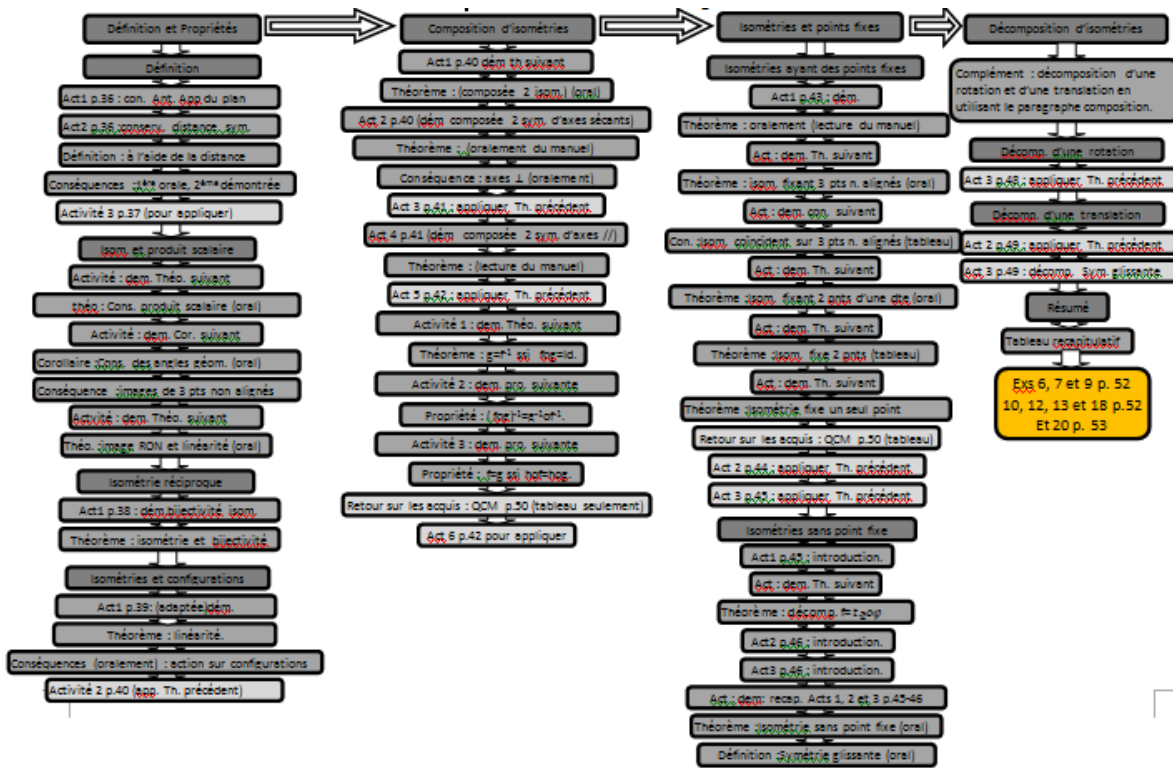 Définition et Propriétés
Définition
Act1 p.36 : con. Ant. App du plan
Act2 p.36 :conserv. distance. sym.
Définition : à l'aide de la distance
Conséquences : 1ère orale, 2ème démontrée
Activité 3 p.37 (pour appliquer)
Isom. et produit scalaire
Activité : dem. Théo. suivant
théo : Cons. produit scalaire (oral)
Activité : dem. Cor. suivant
Corollaire :Cons. des angles géom. (oral)
Conséquence :images de 3 pts non alignés
Activité : dem. Théo. suivant
Théo. :image RON et linéarité (oral)
Isométrie réciproque
Act1 p.38 : dém.bijectivité isom.
Théorème : isométrie et bijectivité
Isométries et configurations
Act1 p.39: (adaptée)dém.
Théorème : linéarité.
Conséquences (oralement) : action sur configurations
Activité 2 p.40 (app. Th. précédent)
Composition d'isométries
Act1 p.40 dém th suivant
Théorème : (composée 2 isom.) (oral)
Act 2 p.40 (dém composée 2 sym. d'axes sécants)
Théorème : (oralement du manuel)
Conséquence : axes ⊥ (oralement)
Act 3 p.41 : appliquer Th. précédent.
Act 4 p.41 (dém composée 2 sym. d'axes //)
Théorème : (lecture du manuel)
Act 5 p.42 : appliquer Th. précédent.
Activité 1 : dem. Théo. suivant
Théorème : g=f⁻¹ ssi fog=Id.
Activité 2 : dem. pro. suivante
Propriété : (fog)⁻¹=g⁻¹of⁻¹.
Activité 3 : dem. pro. suivante
Propriété : f=g ssi hof=hog.
Retour sur les acquis : QCM p.50 (tableau seulement)
Act 6 p.42 pour appliquer
Isométries et points fixes
Isométries ayant des points fixes
Act1 p.43 : dém.
Théorème : oralement (lecture du manuel)
Act : dem. Th. suivant
Théorème : isom. fixant 3 pts n. alignés (oral)
Act : dem. con. suivant
Con. :Isom. coïncident sur 3 pts n. alignés (tableau)
Act : dem. Th. suivant
Théorème :Isom. fixant 2 pnts d'une dte (oral)
Act : dem. Th. suivant
Théorème :Isom. fixe 2 pnts (tableau)
Act : dem. Th. suivant
Théorème :Isométrie fixe un seul point
Retour sur les acquis : QCM p.50 (tableau)
Act 2 p.44 : appliquer Th. précédent.
Act 3 p.45 : appliquer Th. précédent.
Isométries sans point fixe
Act1 p.45 : introduction.
Act : dem. Th. suivant
Théorème : décomp. f=t∘φ
Act2 p.46 : introduction.
Act3 p.46 : introduction.
Act : dem: recap. Acts 1, 2 et 3 p.45-46
Théorème :Isométrie sans point fixe (oral)
Définition :Symétrie glissante (oral)
Décomposition d'isométries
Complément : décomposition d'une
rotation et d'une translation en
utilisant le paragraphe composition.
Décomp. d'une rotation
Act 3 p.48 : appliquer Th. précédent.
Décomp. d'une translation
Act 2 p.49 : appliquer Th. précédent.
Act 3 p.49 : décomp. Sym. glissante.
Résumé
Tableau recapitulatif
Exs 6, 7 et 9 p. 52
10, 12, 13 et 18 p.52
Et 20 p. 53